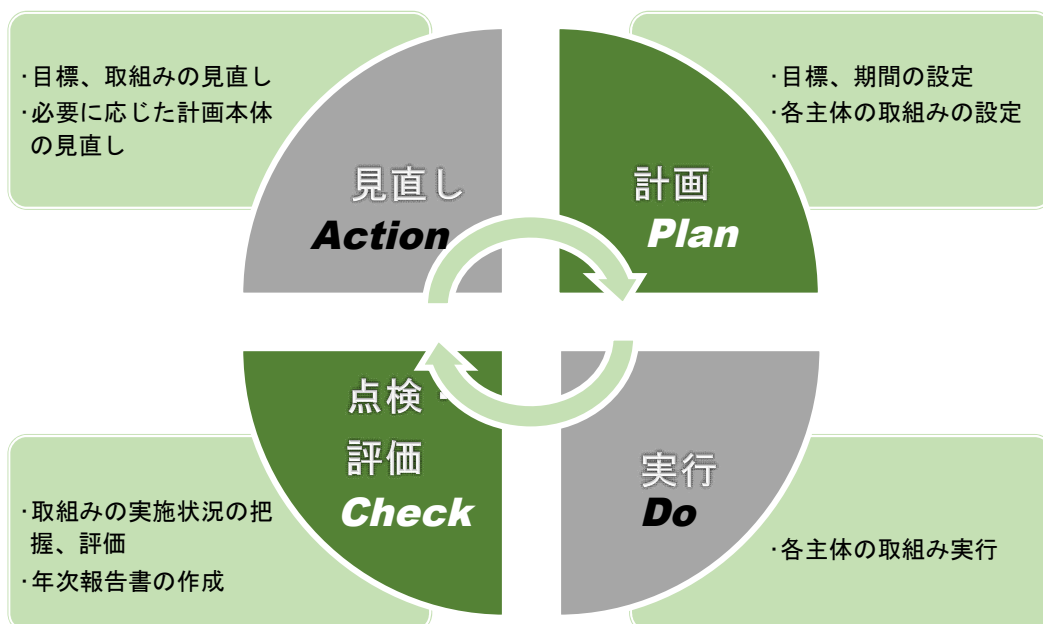 ・目標、取組みの見直し
・必要に応じた計画本体
の見直し
見直し
Action
・目標、期間の設定
・各主体の取組みの設定
計画
Plan
点検・
評価
Check
・取組みの実施状況の把
握、評価
・年次報告書の作成
実行
Do
・各主体の取組み実行